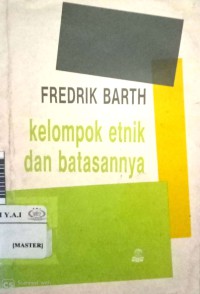 FREDRIK BARTH
kelompok etnik
dan batasannya
I Y.A.I
[MASTER]